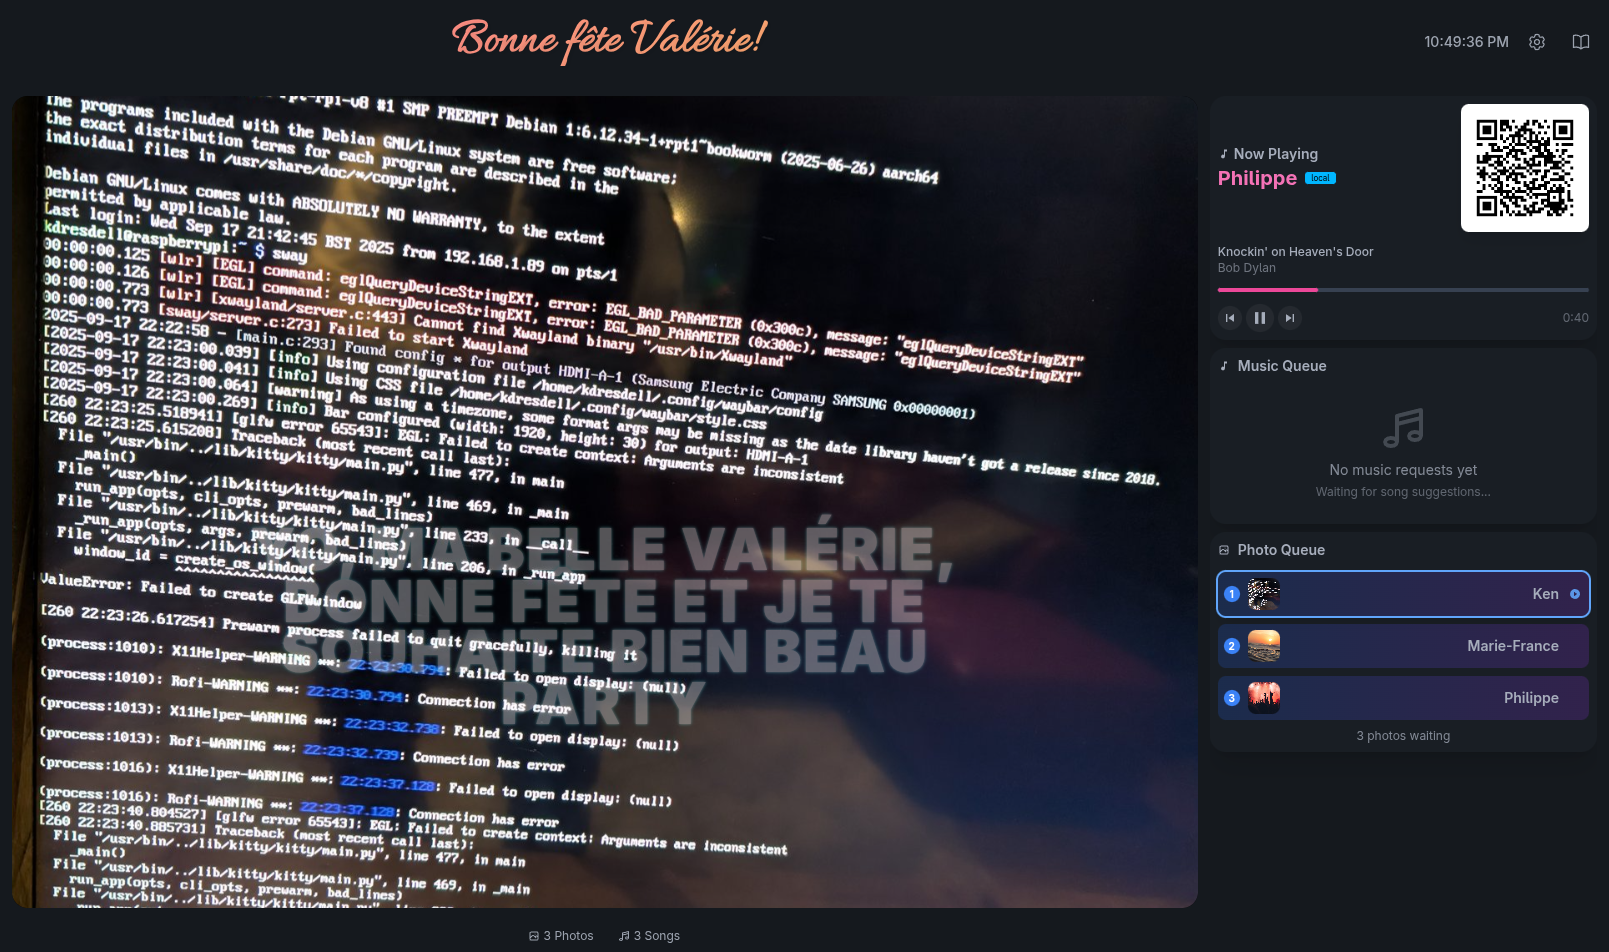 Bonne fête Valérie!
10:49:36 PM
#1 SMP PREEMPT Debian 1:6.12.34-1+rpt1~bookworm (2025-06-26) aarch64
The programs included with the Debian GNU/Linux system are free software;
the exact distribution terms for each program are described in the
individual files in /usr/share/doc/*/copyright.
Debian GNU/Linux comes with ABSOLUTELY NO WARRANTY, to the extent
permitted by applicable law.
Last login: Wed Sep 17 21:42:45 BST 2025 from 192.168.1.89 on pts/1
kdresdell@raspberrypi:~ $ sway
00:00:00.125 [wlr] [EGL] command: eglQueryDeviceStringEXT, error: EGL_BAD_PARAMETER (0x300c), message: "eglQueryDeviceStringEXT"
00:00:00.126 [wlr] [EGL] command: eglQueryDeviceStringEXT, error: EGL_BAD_PARAMETER (0x300c), message: "eglQueryDeviceStringEXT"
00:00:00.773 [wlr] [xwayland/server.c:443] Cannot find Xwayland binary "/usr/bin/Xwayland"
00:00:00.773 [sway/server.c:273] Failed to start Xwayland
2025-09-17 22:22:58 - [main.c:293] Found config * for output HDMI-A-1 (Samsung Electric Company SAMSUNG 0x00000001)
[2025-09-17 22:23:00.039] [info] Using configuration file /home/kdresdell/.config/waybar/config
[2025-09-17 22:23:00.041] [info] Using CSS file /home/kdresdell/.config/waybar/style.css
[2025-09-17 22:23:00.064] [warning] As using a timezone, some format args may be missing as the date library haven't got a release since 2018.
[2025-09-17 22:23:00.269] [info] Bar configured (width: 1920, height: 30) for output: HDMI-A-1
[260 22:23:25.518941] [glfw error 65543]: EGL: Failed to create context: Arguments are inconsistent
[260 22:23:25.615208] Traceback (most recent call last):
File "/usr/bin/../lib/kitty/kitty/main.py", line 477, in main
_main()
File "/usr/bin/../lib/kitty/kitty/main.py", line 469, in _main
run_app(opts, cli_opts, prewarm, bad_lines)
File "/usr/bin/../lib/kitty/kitty/main.py", line 233, in __call__
_run_app(opts, args, prewarm, bad_lines)
File "/usr/bin/../lib/kitty/kitty/main.py", line 206, in _run_app
window_id = create_os_window(
^^^^^^^^^^^^^^^^^
ValueError: Failed to create GLFWwindow
[260 22:23:26.617254] Prewarm process failed to quit gracefully, killing it
(process:1010): X11Helper-WARNING **: 22:23:30.794: Failed to open display: (null)
(process:1010): Rofi-WARNING **: 22:23:30.794: Connection has error
(process:1013): X11Helper-WARNING **: 22:23:32.738: Failed to open display: (null)
(process:1013): Rofi-WARNING **: 22:23:32.739: Connection has error
(process:1016): X11Helper-WARNING **: 22:23:37.128: Failed to open display: (null)
(process:1016): Rofi-WARNING **: 22:23:37.128: Connection has error
[260 22:23:40.804527] [glfw error 65543]: EGL: Failed to create context: Arguments are inconsistent
[260 22:23:40.885731] Traceback (most recent call last):
File "/usr/bin/../lib/kitty/kitty/main.py", line 477, in main
_main()
File "/usr/bin/../lib/kitty/kitty/main.py", line 469, in _main
run_app(opts, cli_opts, prewarm, bad_lines)
File "/usr/bin/../lib/kitty/kitty/main.py", line
MA BELLE VALÉRIE,
BONNE FÊTE ET JE TE
SOUHAITE BIEN BEAU
PARTY
Now Playing
Philippe local
Knockin' on Heaven's Door
Bob Dylan
0:40
Music Queue
No music requests yet
Waiting for song suggestions...
Photo Queue
1 Ken
2 Marie-France
3 Philippe
3 photos waiting
3 Photos 3 Songs